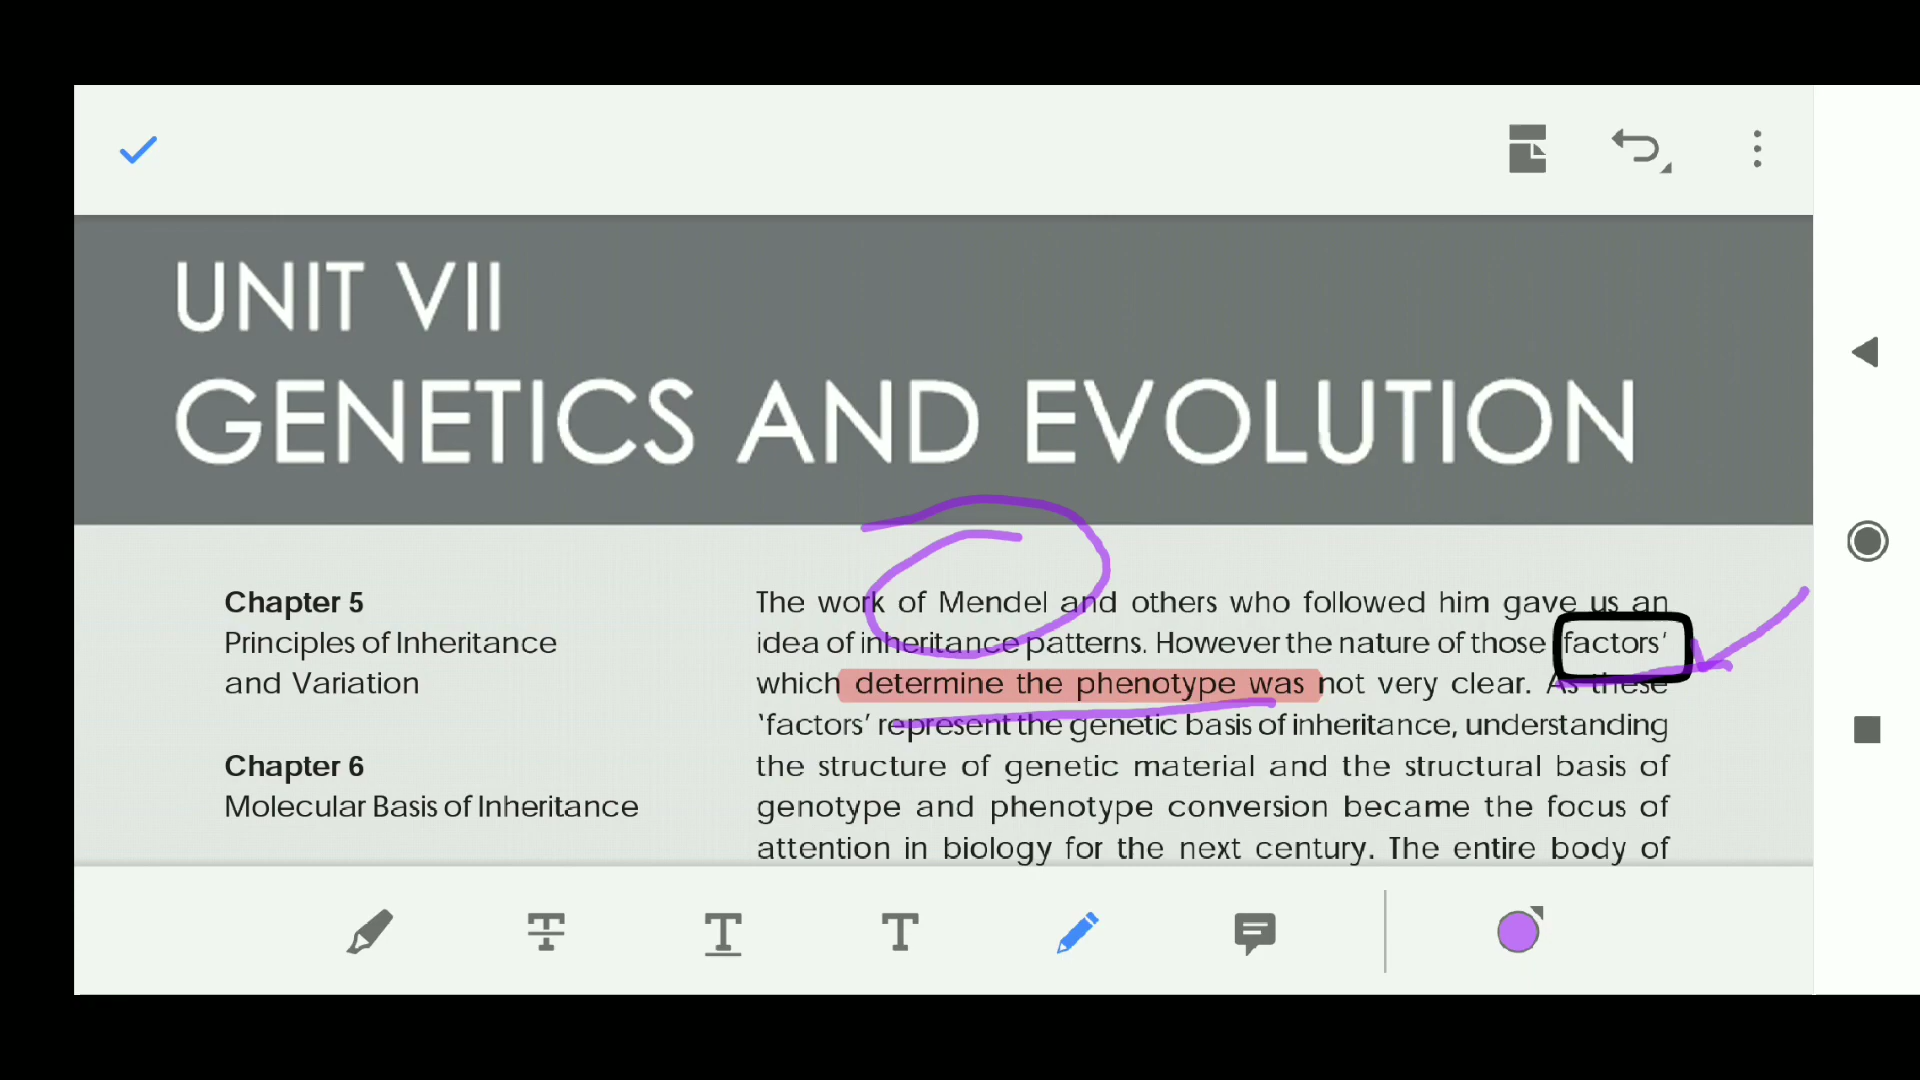 UNIT VII
GENETICS AND EVOLUTION
Chapter 5
Principles of Inheritance
and Variation
Chapter 6
Molecular Basis of Inheritance
The work of Mendel and others who followed him gave us an
idea of inheritance patterns. However the nature of those factors’
which determine the phenotype was not very clear. As these
‘factors’ represent the genetic basis of inheritance, understanding
the structure of genetic material and the structural basis of
genotype and phenotype conversion became the focus of
attention in biology for the next century. The entire body of